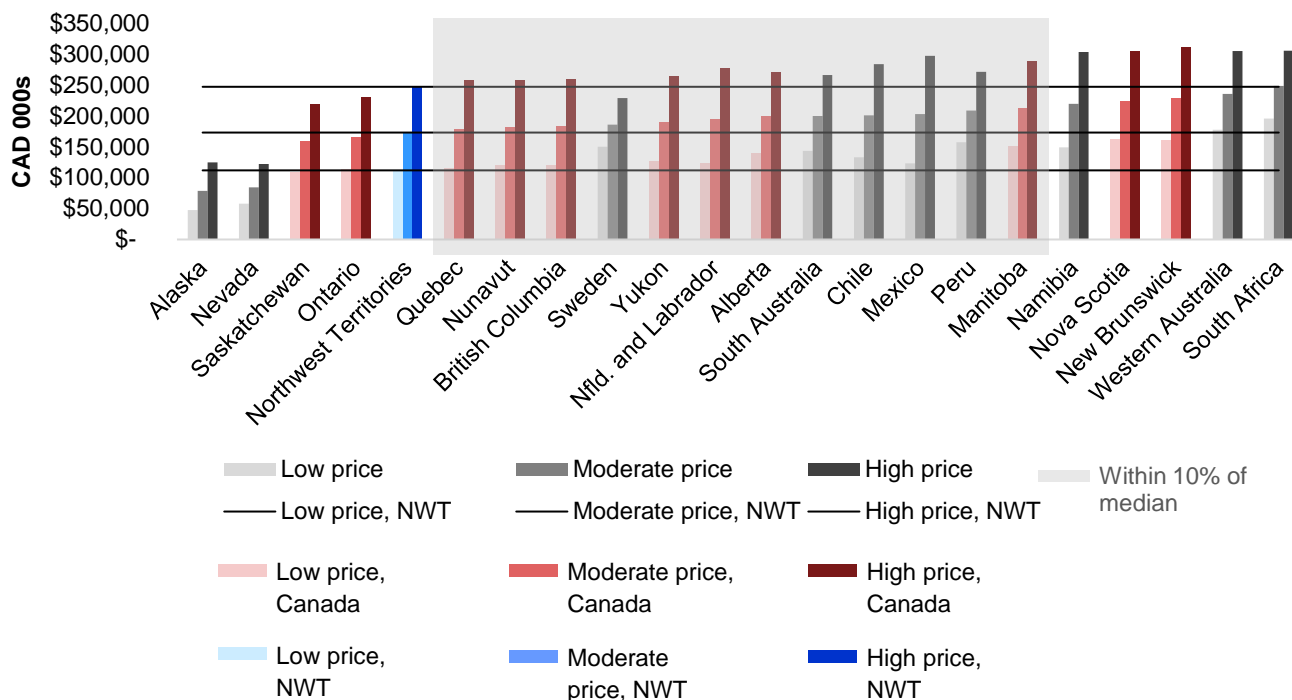 $350,000
$300,000
$250,000
$200,000
$150,000
$100,000
$50,000
$-
CAD 000s
Alaska
Nevada
Saskatchewan
Ontario
Northwest Territories
Quebec
Nunavut
British Columbia
Sweden
Yukon
Nfld. and Labrador
Alberta
South Australia
Chile
Mexico
Peru
Manitoba
Namibia
Nova Scotia
New Brunswick
Western Australia
South Africa
Low price
Moderate price
High price
Within 10% of
median
Low price, NWT
Moderate price, NWT
High price, NWT
Low price,
Canada
Moderate price,
Canada
High price,
Canada
Low price,
NWT
Moderate
price, NWT
High price,
NWT